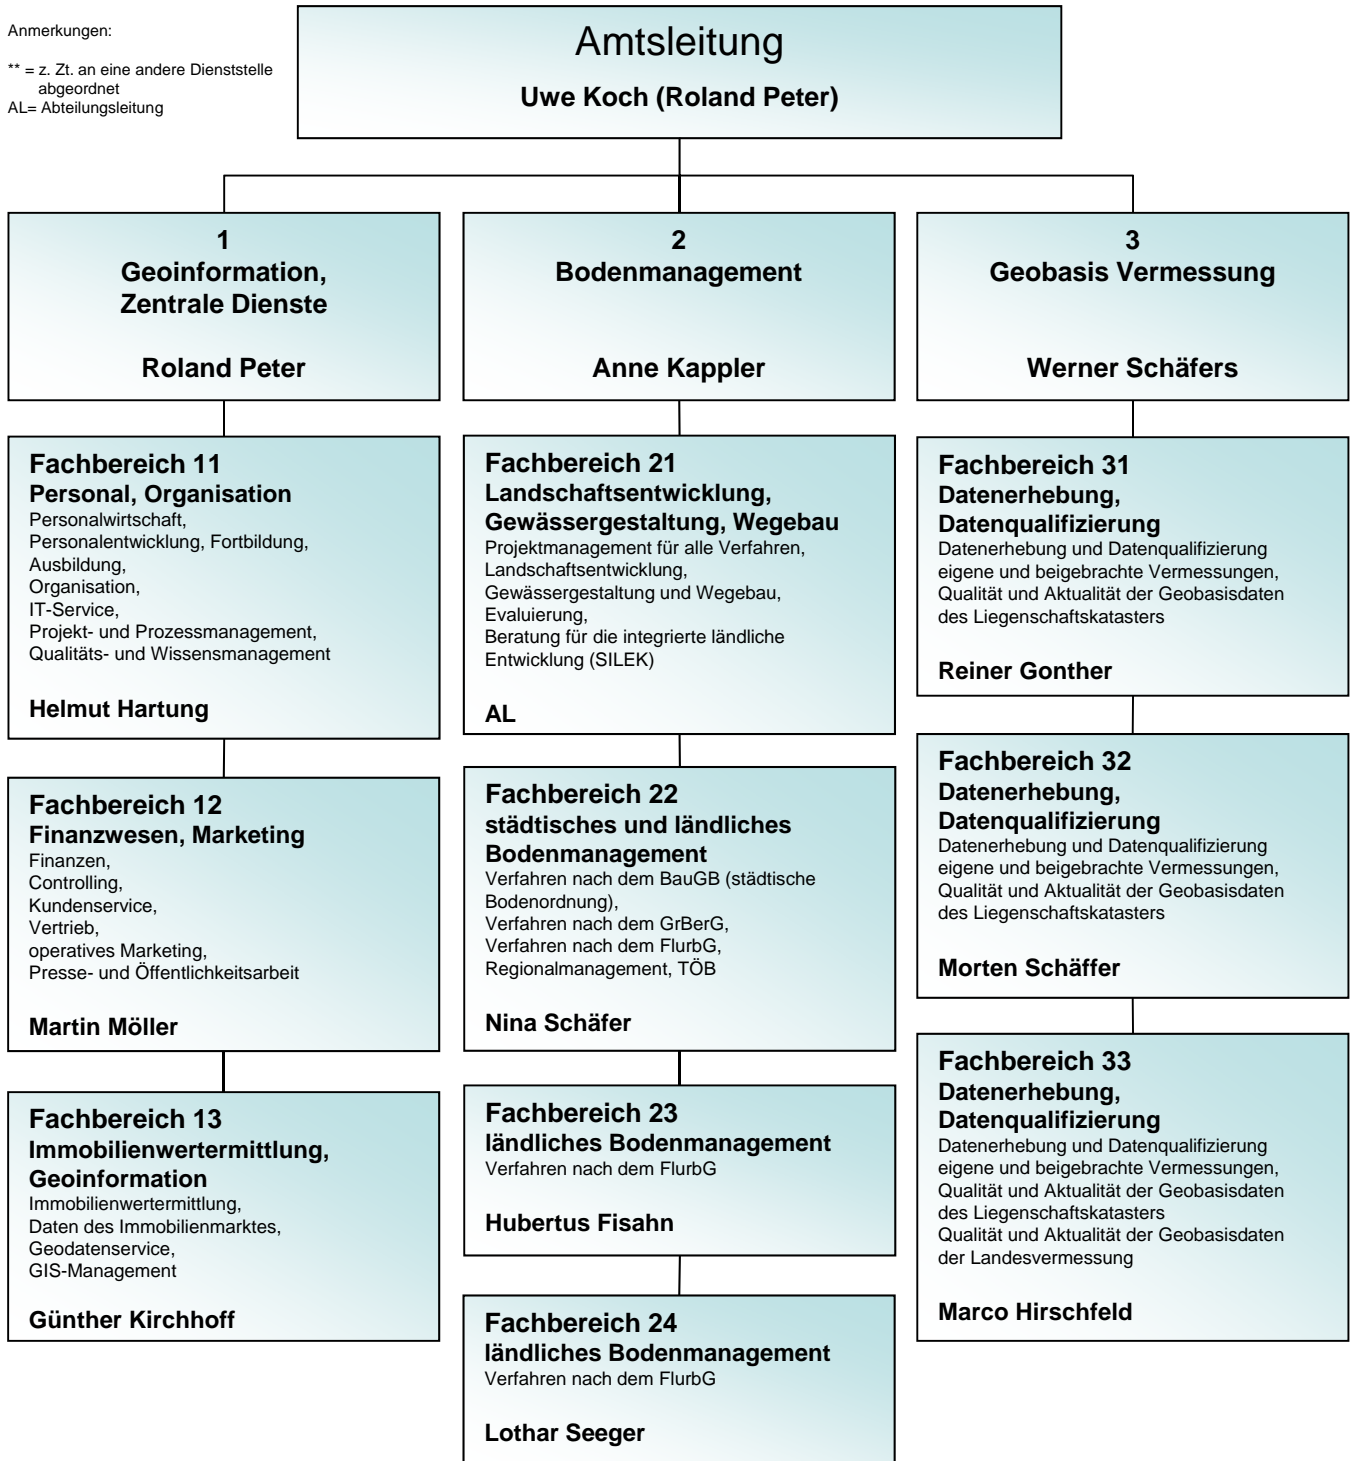 Anmerkungen:
** = z. Zt. an eine andere Dienststelle
abgeordnet
AL= Abteilungsleitung
Amtsleitung
Uwe Koch (Roland Peter)
1
Geoinformation,
Zentrale Dienste
Roland Peter
Fachbereich 11
Personal, Organisation
Personalwirtschaft,
Personalentwicklung, Fortbildung,
Ausbildung,
Organisation,
IT-Service,
Projekt- und Prozessmanagement,
Qualitäts- und Wissensmanagement
Helmut Hartung
Fachbereich 12
Finanzwesen, Marketing
Finanzen,
Controlling,
Kundenservice,
Vertrieb,
operatives Marketing,
Presse- und Öffentlichkeitsarbeit
Martin Möller
Fachbereich 13
Immobilienwertermittlung,
Geoinformation
Immobilienwertermittlung,
Daten des Immobilienmarktes,
Geodatenservice,
GIS-Management
Günther Kirchhoff
2
Bodenmanagement
Anne Kappler
Fachbereich 21
Landschaftsentwicklung,
Gewässergestaltung, Wegebau
Projektmanagement für alle Verfahren,
Landschaftsentwicklung,
Gewässergestaltung und Wegebau,
Evaluierung,
Beratung für die integrierte ländliche
Entwicklung (SILEK)
AL
Fachbereich 22
städtisches und ländliches
Bodenmanagement
Verfahren nach dem BauGB (städtische
Bodenordnung),
Verfahren nach dem GrBerG,
Verfahren nach dem FlurbG,
Regionalmanagement, TÖB
Nina Schäfer
Fachbereich 23
ländliches Bodenmanagement
Verfahren nach dem FlurbG
Hubertus Fisahn
Fachbereich 24
ländliches Bodenmanagement
Verfahren nach dem FlurbG
Lothar Seeger
3
Geobasis Vermessung
Werner Schäfers
Fachbereich 31
Datenerhebung,
Datenqualifizierung
Datenerhebung und Datenqualifizierung
eigene und beigebrachte Vermessungen,
Qualität und Aktualität der Geobasisdaten
des Liegenschaftskatasters
Reiner Gonther
Fachbereich 32
Datenerhebung,
Datenqualifizierung
Datenerhebung und Datenqualifizierung
eigene und beigebrachte Vermessungen,
Qualität und Aktualität der Geobasisdaten
des Liegenschaftskatasters
Morten Schäffer
Fachbereich 33
Datenerhebung,
Datenqualifizierung
Datenerhebung und Datenqualifizierung
eigene und beigebrachte Vermessungen,
Qualität und Aktualität der Geobasisdaten
des Liegenschaftskatasters
Qualität und Aktualität der Geobasisdaten
der Landesvermessung
Marco Hirschfeld